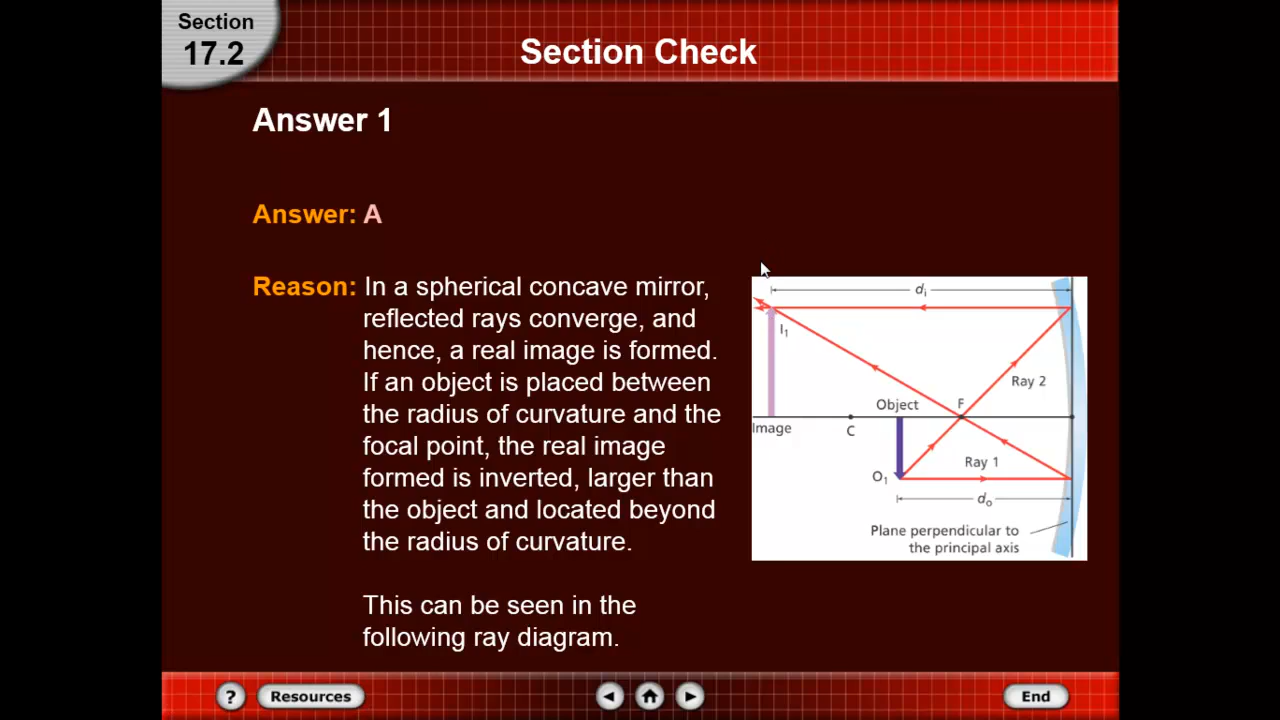 Section
17.2
Section Check
Answer 1
Answer: A
Reason: In a spherical concave mirror,
reflected rays converge, and
hence, a real image is formed.
If an object is placed between
the radius of curvature and the
focal point, the real image
formed is inverted, larger than
the object and located beyond
the radius of curvature.
This can be seen in the
following ray diagram.
di
I1
Ray 2
Object
F
Image
C
O1
Ray 1
do
Plane perpendicular to
the principal axis
?
Resources
End